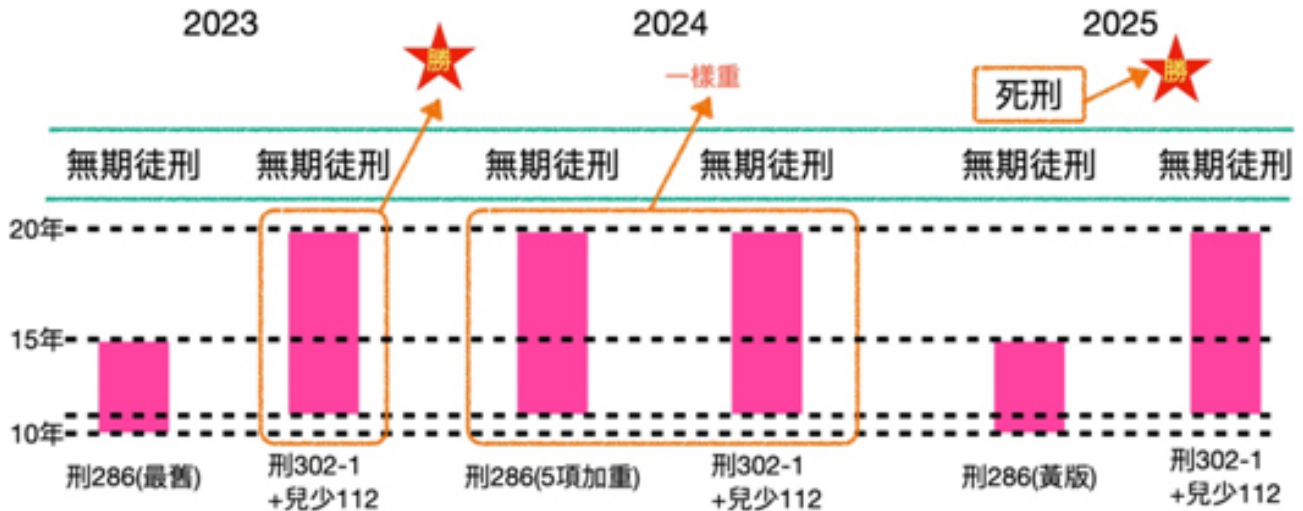 2023
2024
2025
勝
一樣重
死刑
勝
無期徒刑
無期徒刑
無期徒刑
無期徒刑
無期徒刑
無期徒刑
20年
15年
10年
刑286(最舊)
刑302-1
+兒少112
刑286(5項加重)
刑302-1
+兒少112
刑286(黃版)
刑302-1
+兒少112